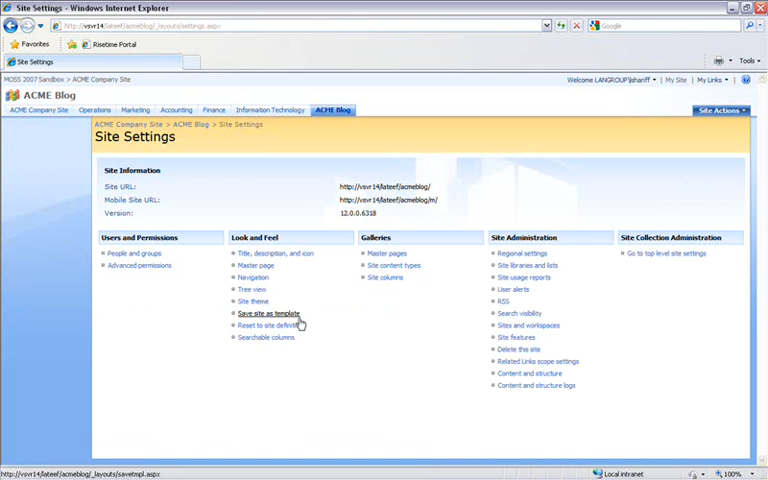 Site Settings - Windows Internet Explorer
http://vsvr14/lateef/acmeblog/_layouts/settings.aspx
Google
Favorites
Risetime Portal
Site Settings
Tools
MOSS 2007 Sandbox > ACME Company Site
Welcome LANGROUP\lshariff
My Site
My Links
ACME Blog
ACME Company Site
Operations
Marketing
Accounting
Finance
Information Technology
ACME Blog
Site Actions
ACME Company Site > ACME Blog > Site Settings
Site Settings
Site Information
Site URL: http://vsvr14/lateef/acmeblog/
Mobile Site URL: http://vsvr14/lateef/acmeblog/m/
Version: 12.0.0.6318
Users and Permissions
People and groups
Advanced permissions
Look and Feel
Title, description, and icon
Master page
Navigation
Tree view
Site theme
Save site as template
Reset to site definiti
Searchable columns
Galleries
Master pages
Site content types
Site columns
Site Administration
Regional settings
Site libraries and lists
Site usage reports
User alerts
RSS
Search visibility
Sites and workspaces
Site features
Delete this site
Related Links scope settings
Content and structure
Content and structure logs
Site Collection Administration
Go to top level site settings
http://vsvr14/lateef/acmeblog/_layouts/savetmpl.aspx
Local intranet
100%